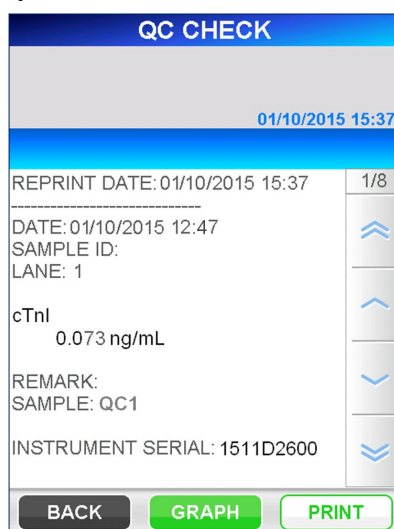 QC CHECK
01/10/2015 15:37
REPRINT DATE: 01/10/2015 15:37
1/8
----------------------------
DATE: 01/10/2015 12:47
SAMPLE ID:
LANE: 1
cTnI
0.073 ng/mL
REMARK:
SAMPLE: QC1
INSTRUMENT SERIAL: 1511D2600
BACK
GRAPH
PRINT